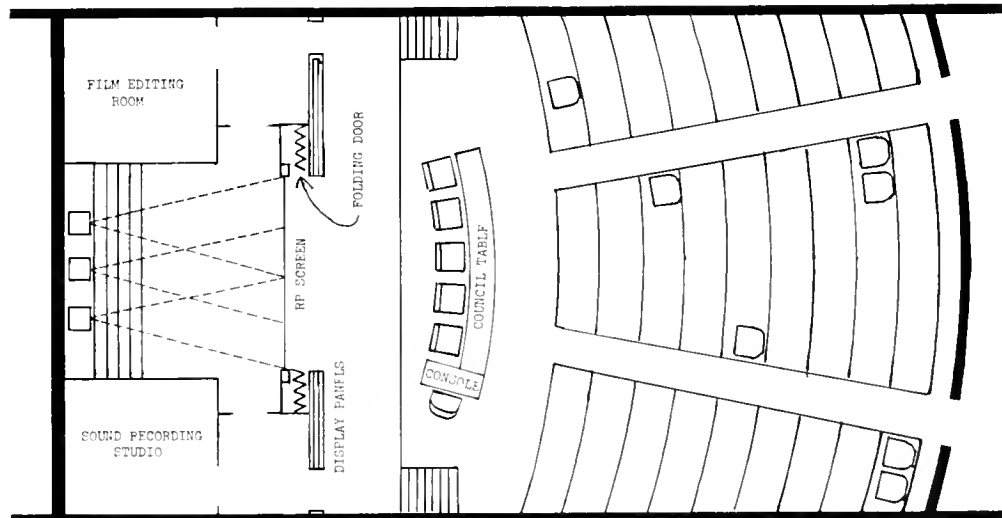 FILM EDITING
ROOM
FOLDING DOOR
RP SCREEN
COUNCIL TABLE
CONSOLE
DISPLAY PANELS
SOUND RECORDING
STUDIO